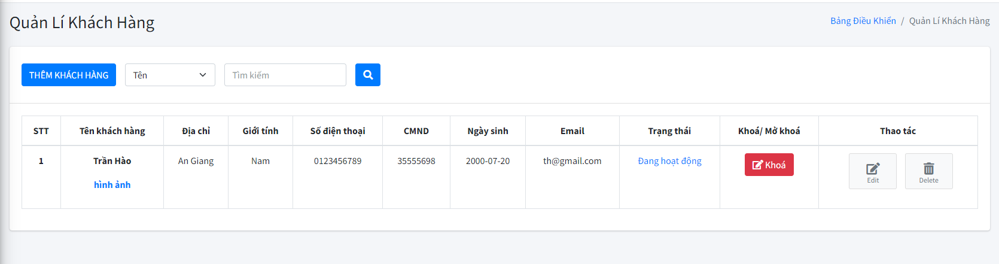 Quản Lí Khách Hàng
Bảng Điều Khiển / Quản Lí Khách Hàng
THÊM KHÁCH HÀNG Tên Tìm kiếm
STT Tên khách hàng Địa chỉ Giới tính Số điện thoại CMND Ngày sinh Email Trạng thái Khoá/ Mở khoá Thao tác
1 Trần Hào An Giang Nam 0123456789 35555698 2000-07-20 th@gmail.com Đang hoạt động Khoá
hình ảnh Edit Delete